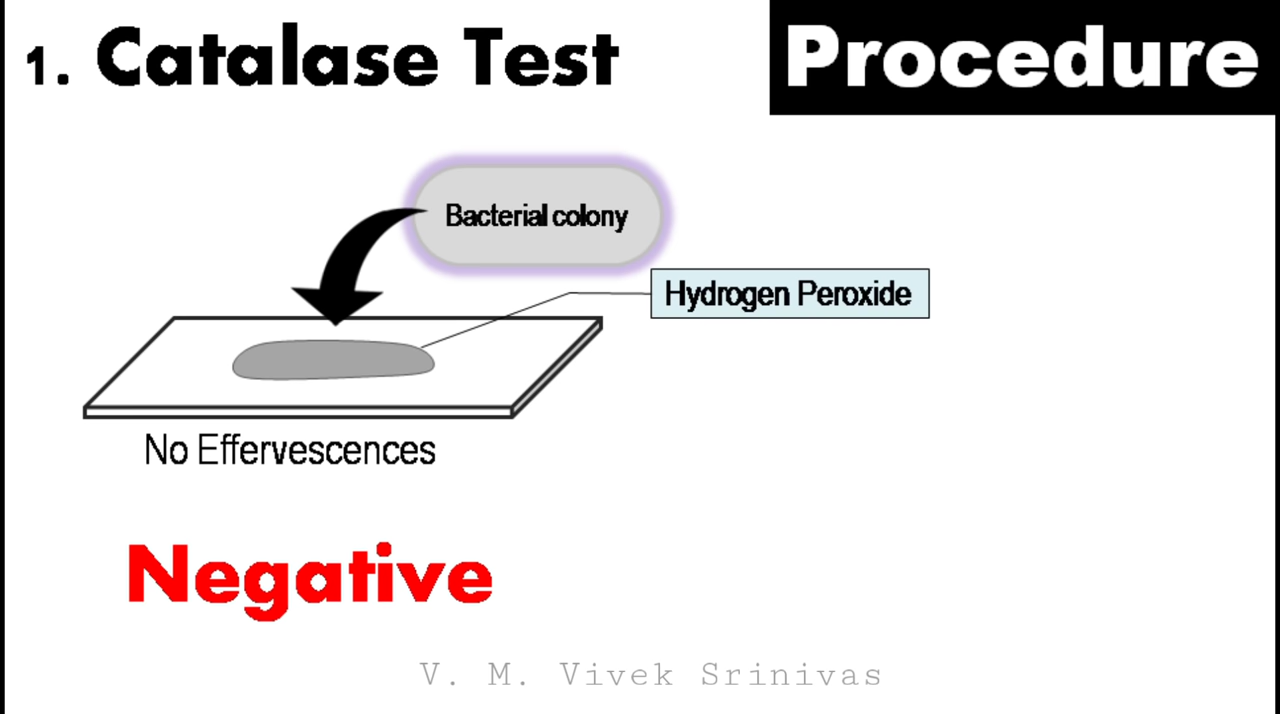 1. Catalase Test
Procedure
Bacterial colony
Hydrogen Peroxide
No Effervescences
Negative
V. M. Vivek Srinivas